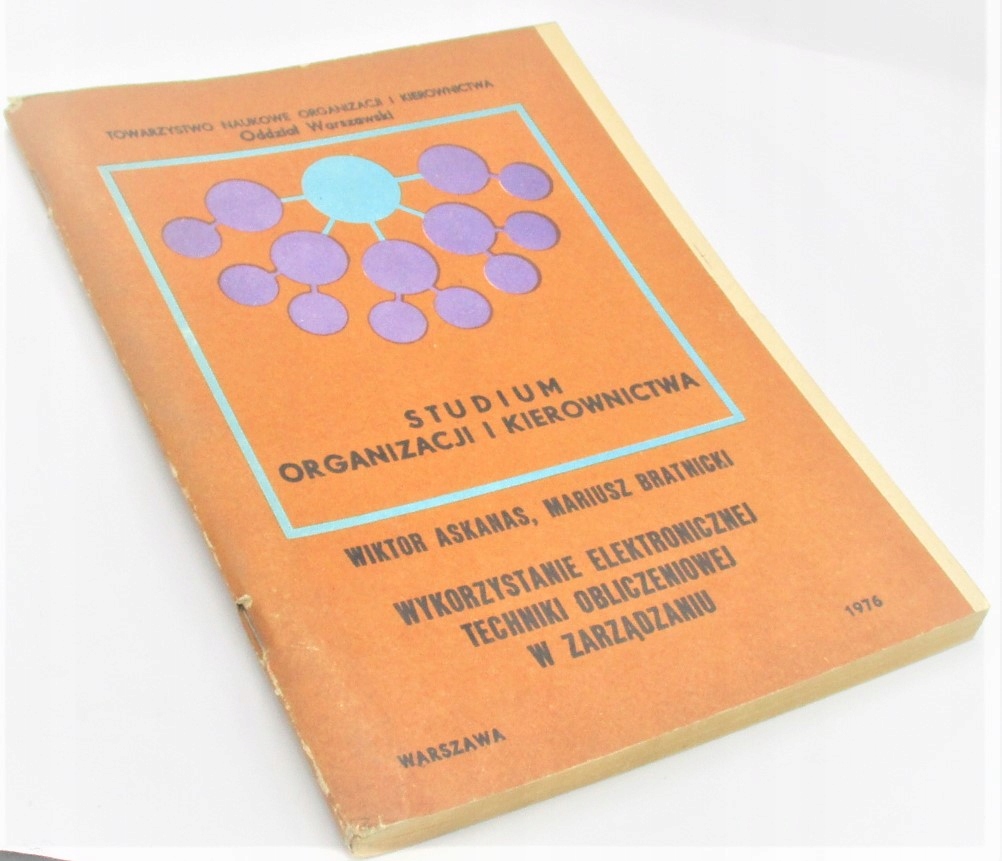 TOWARZYSTWO NAUKOWE ORGANIZACJI I KIEROWNICTWA
Oddział Warszawski
STUDIUM
ORGANIZACJI I KIEROWNICTWA
WIKTOR ASKANAS, MARIUSZ BRATNICKI
WYKORZYSTANIE ELEKTRONICZNEJ
TECHNIKI OBLICZENIOWEJ
W ZARZĄDZANIU
WARSZAWA
1976